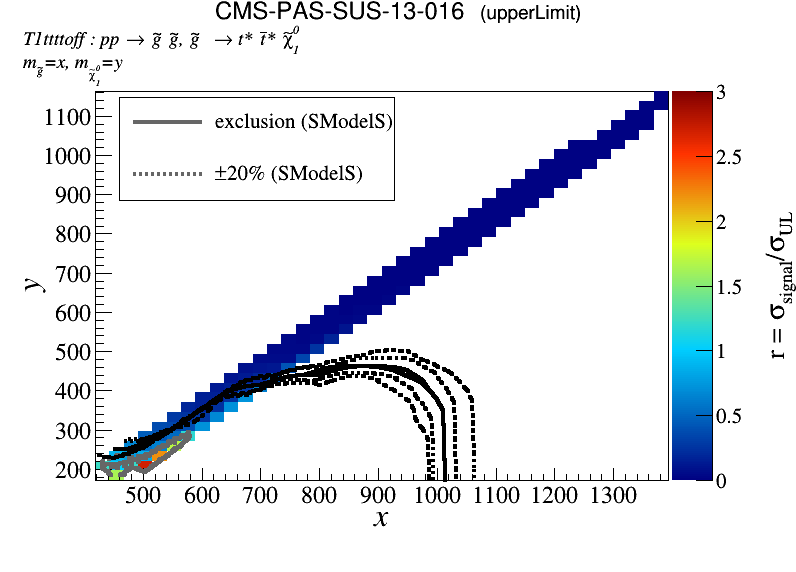 CMS-PAS-SUS-13-016 (upperLimit)
T1ttttoff : pp → g̃ g̃, g̃ → t* t̄* χ̃⁰₁
m_g̃=x, m_χ̃⁰₁=y
exclusion (SModelS)
±20% (SModelS)
1100
1000
900
800
700
600
500
400
300
200
y
500 600 700 800 900 1000 1100 1200 1300
x
3
2.5
2
1.5
1
0.5
0
r = σ_signal/σ_UL